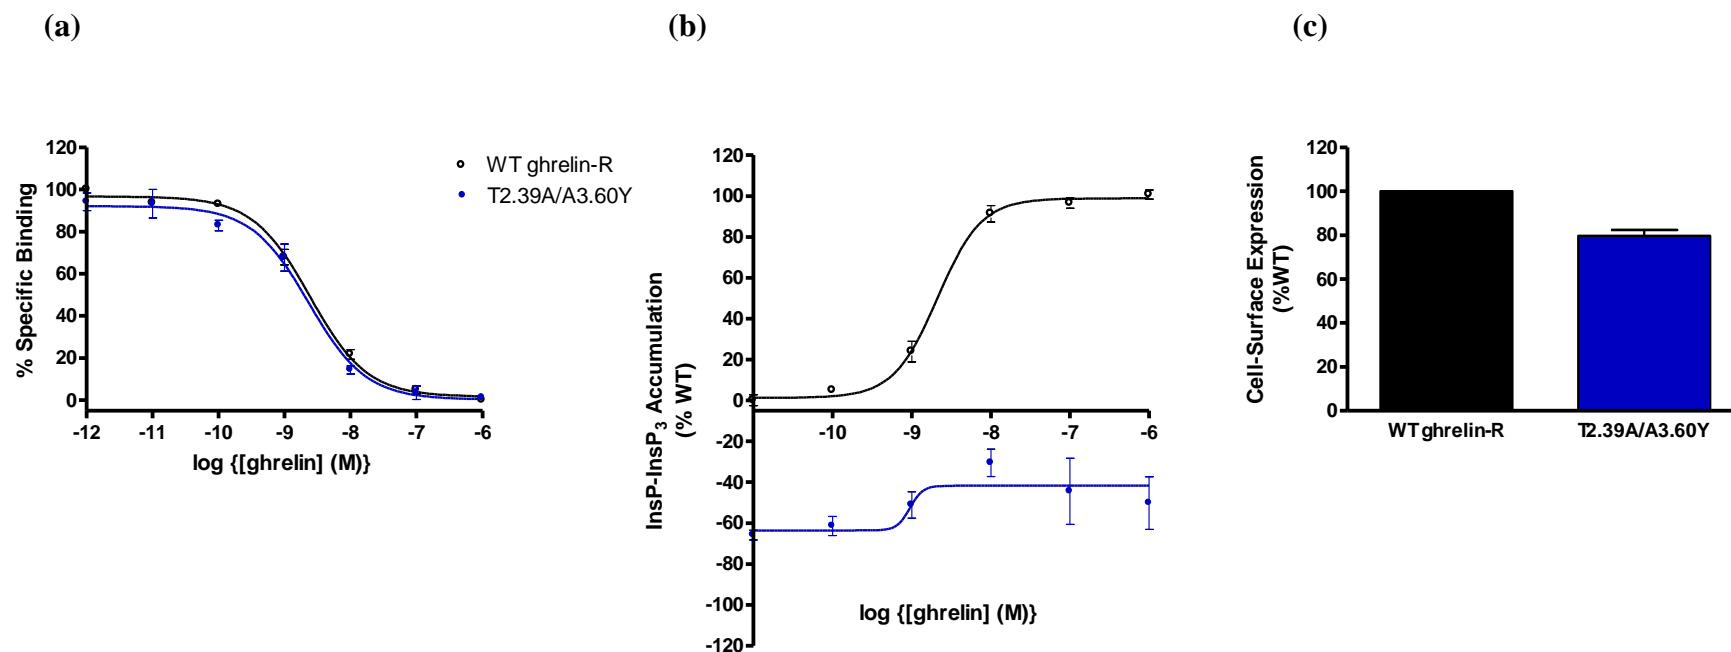 (a)
(b)
(c)
% Specific Binding
120
100
80
60
40
20
0
-12
-11
-10
-9
-8
-7
-6
log {[ghrelin] (M)}
WT ghrelin-R
T2.39A/A3.60Y
InsP-InsP3 Accumulation
(% WT)
120
100
80
60
40
20
0
-20
-40
-60
-80
-100
-120
-10
-9
-8
-7
-6
log {[ghrelin] (M)}
Cell-Surface Expression
(%WT)
120
100
80
60
40
20
0
WT ghrelin-R
T2.39A/A3.60Y